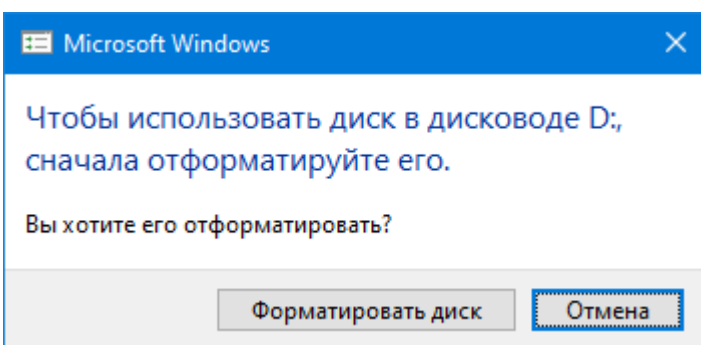 Microsoft Windows
Чтобы использовать диск в дисководе D:,
сначала отформатируйте его.
Вы хотите его отформатировать?
Форматировать диск
Отмена